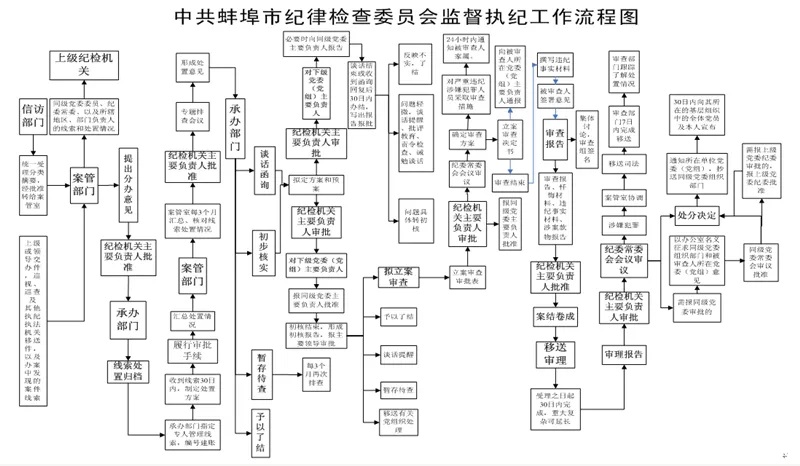 中共蚌埠市纪律检查委员会监督执纪工作流程图
上级纪检机
关
信访
部门
同级党委委员、纪
委常委、以及所辖
地区、部门负责人
的线索和处置情况
统一受
理分类
摘要,
经批准
转给案
管室
案管
部门
上级
或领
导交
办件
、巡
视、
巡查
及其
他执
纪执
法机
关移
送件,
以及
办案
中发
现的
案件
线索
提出
分办
意见
纪检机关主
要负责人批
准
承办
部门
线索处
置归档
形成处
置意见
专题排
查会议
纪检机关主
要负责人批准
案管室每3个月
汇总、核对线
索处置情况
案管
部门
汇总处置情况
履行审批
手续
收到线索30日
内,制定处置
方案
承办部门指定
专人管理线
索,编号建账
承办
部门
谈话
函询
初步
核实
暂存
待查
予以
了结
必要时向同级党委
主要负责人报告
对下级党
委(党
组)主要
负责人
纪检机关主
要负责人审批
拟定方案和预
案
纪检机关主
要负责人审批
对下级党委(党
组)主要负责人
报同级党委主
要负责人批准
初核结束,形成
初核报告,报主
要领导审批
每3个
月再次
排查
谈话结
束或收
到函询
回复后
30日内
办结,
写出报
告报批
反映不
实,了
结
问题轻
微,谈
话提醒
、批评
教育、
责令检
查、诫
勉谈话
问题具
体转初
核
拟立案
审查
予以了结
谈话提醒
暂存待查
移送有关
党组织处理
24小时内通
知被审查人
家属。
对严重违纪
涉嫌犯罪人
员采取审查
措施
确定审查
方案
纪委常委
会会议审
议
纪检机关
主要负责
人审批
立案审查
审批表
向被审
查人所
在党委
(党
组)主
要负责
人通报
立案
审查
决定
书
审查结束
报同级
党委主
要负责
人批准
撰写违纪
事实材料
被审查人
签署意见
审查
报告
集体
讨论,
审查
组签
名
审查报
告、忏
悔材
料、违
纪事实
材料、
涉案款
物报告
纪检机关
主要负责
人批准
案结卷成
移送
审理
受理之日起
30日内完
成,重大复
杂可延长
审查部
门跟踪
了解处
置情况
审查部
门7日内
完成移
送
移送司法
案管室协调
涉嫌犯罪
纪委常委
会会议审
议
纪检机关
主要负责
人审批
审理报告
30日内向其所
在的基层组织
中的全体党员
及本人宣布
通知所在单位党
委(党组),抄
送同级党委组织
部门
处分决定
以办公室名义
征求同级党委
组织部门和被
审查人所在党
委(党组)意见
需报同级党
委审批的
需报上级
党委纪委
审批的,
报上级党
委纪委批
准
同级党
委常委
会会议
审批